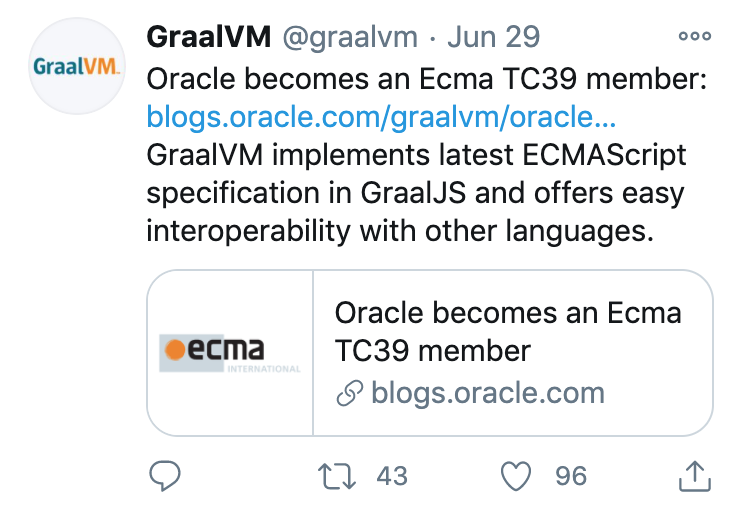 GraalVM @graalvm · Jun 29
GraalVM.
Oracle becomes an Ecma TC39 member:
blogs.oracle.com/graalvm/oracle...
GraalVM implements latest ECMAScript
specification in GraalJS and offers easy
interoperability with other languages.
ecma
INTERNATIONAL
Oracle becomes an Ecma
TC39 member
blogs.oracle.com
43 96